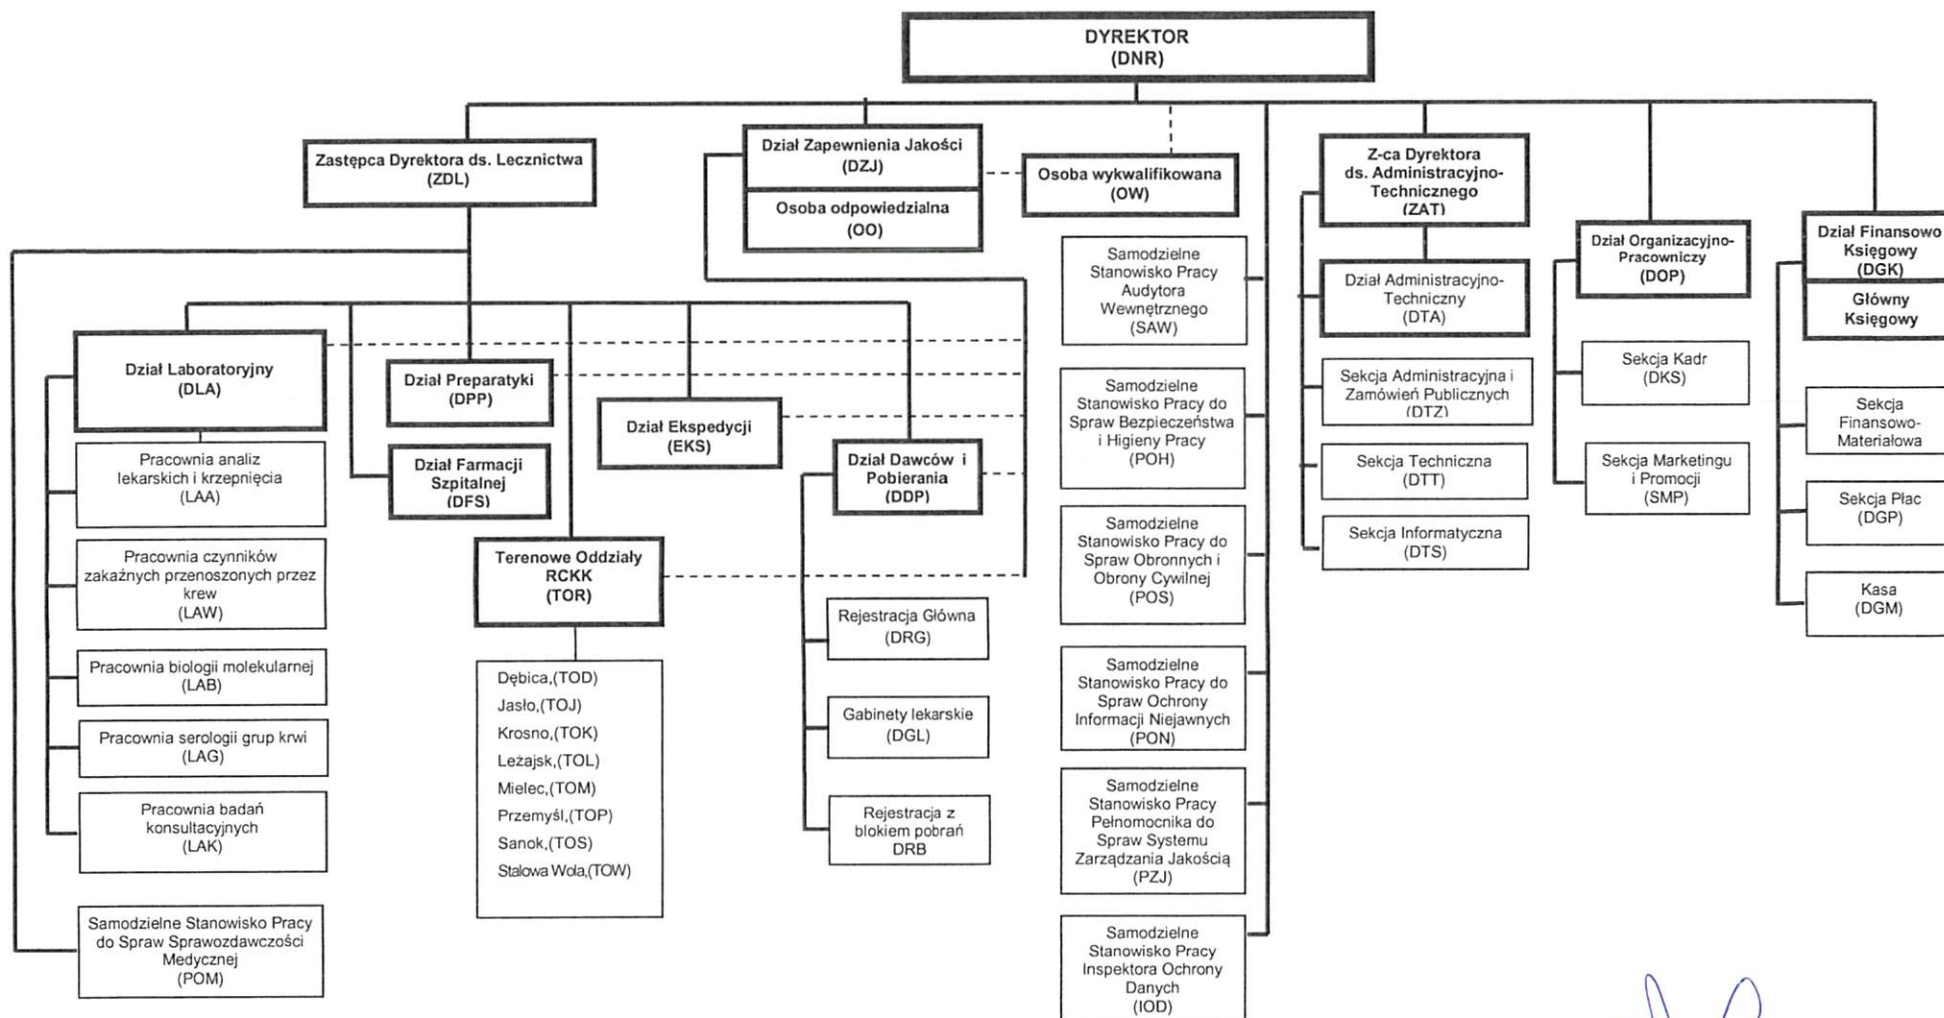 DYREKTOR
(DNR)
Zastępca Dyrektora ds. Lecznictwa
(ZDL)
Dział Zapewnienia Jakości
(DZJ)
Osoba odpowiedzialna
(OO)
Osoba wykwalifikowana
(OW)
Z-ca Dyrektora
ds. Administracyjno-
Technicznego
(ZAT)
Dział Organizacyjno-
Pracowniczy
(DOP)
Dział Finansowo
Księgowy
(DGK)
Główny
Księgowy
Dział Laboratoryjny
(DLA)
Pracownia analiz
lekarskich i krzepnięcia
(LAA)
Pracownia czynników
zakaźnych przenoszonych przez
krew
(LAW)
Pracownia biologii molekularnej
(LAB)
Pracownia serologii grup krwi
(LAG)
Pracownia badań
konsultacyjnych
(LAK)
Samodzielne Stanowisko Pracy
do Spraw Sprawozdawczości
Medycznej
(POM)
Dział Preparatyki
(DPP)
Dział Farmacji
Szpitalnej
(DFS)
Terenowe Oddziały
RCKK
(TOR)
Dębica,(TOD)
Jasło,(TOJ)
Krosno,(TOK)
Leżajsk,(TOL)
Mielec,(TOM)
Przemyśl,(TOP)
Sanok,(TOS)
Stalowa Wola,(TOW)
Dział Ekspedycji
(EKS)
Dział Dawców i
Pobierania
(DDP)
Rejestracja Główna
(DRG)
Gabinety lekarskie
(DGL)
Rejestracja z
blokiem pobrań
DRB
Samodzielne
Stanowisko Pracy
Audytora
Wewnętrznego
(SAW)
Samodzielne
Stanowisko Pracy do
Spraw Bezpieczeństwa
i Higieny Pracy
(POH)
Samodzielne
Stanowisko Pracy do
Spraw Obronnych i
Obrony Cywilnej
(POS)
Samodzielne
Stanowisko Pracy do
Spraw Ochrony
Informacji Niejawnych
(PON)
Samodzielne
Stanowisko Pracy
Pełnomocnika do
Spraw Systemu
Zarządzania Jakością
(PZJ)
Samodzielne
Stanowisko Pracy
Inspektora Ochrony
Danych
(IOD)
Dział Administracyjno-
Techniczny
(DTA)
Sekcja Administracyjna i
Zamówień Publicznych
(DTZ)
Sekcja Techniczna
(DTT)
Sekcja Informatyczna
(DTS)
Sekcja Kadr
(DKS)
Sekcja Marketingu
i Promocji
(SMP)
Sekcja
Finansowo-
Materiałowa
Sekcja Płac
(DGP)
Kasa
(DGM)